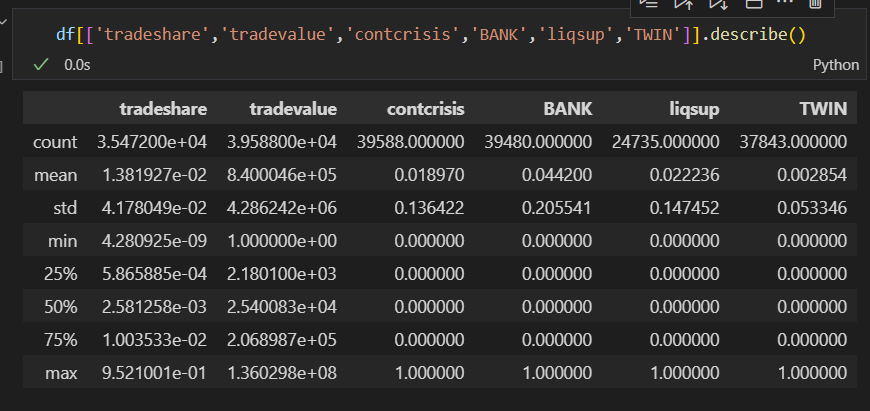 df[['tradeshare','tradevalue','contcrisis','BANK','liqsup','TWIN']].describe()
0.0s Python
tradeshare tradevalue contcrisis BANK liqsup TWIN
count 3.547200e+04 3.958800e+04 39588.000000 39480.000000 24735.000000 37843.000000
mean 1.381927e-02 8.400046e+05 0.018970 0.044200 0.022236 0.002854
std 4.178049e-02 4.286242e+06 0.136422 0.205541 0.147452 0.053346
min 4.280925e-09 1.000000e+00 0.000000 0.000000 0.000000 0.000000
25% 5.865885e-04 2.180100e+03 0.000000 0.000000 0.000000 0.000000
50% 2.581258e-03 2.540083e+04 0.000000 0.000000 0.000000 0.000000
75% 1.003533e-02 2.068987e+05 0.000000 0.000000 0.000000 0.000000
max 9.521001e-01 1.360298e+08 1.000000 1.000000 1.000000 1.000000